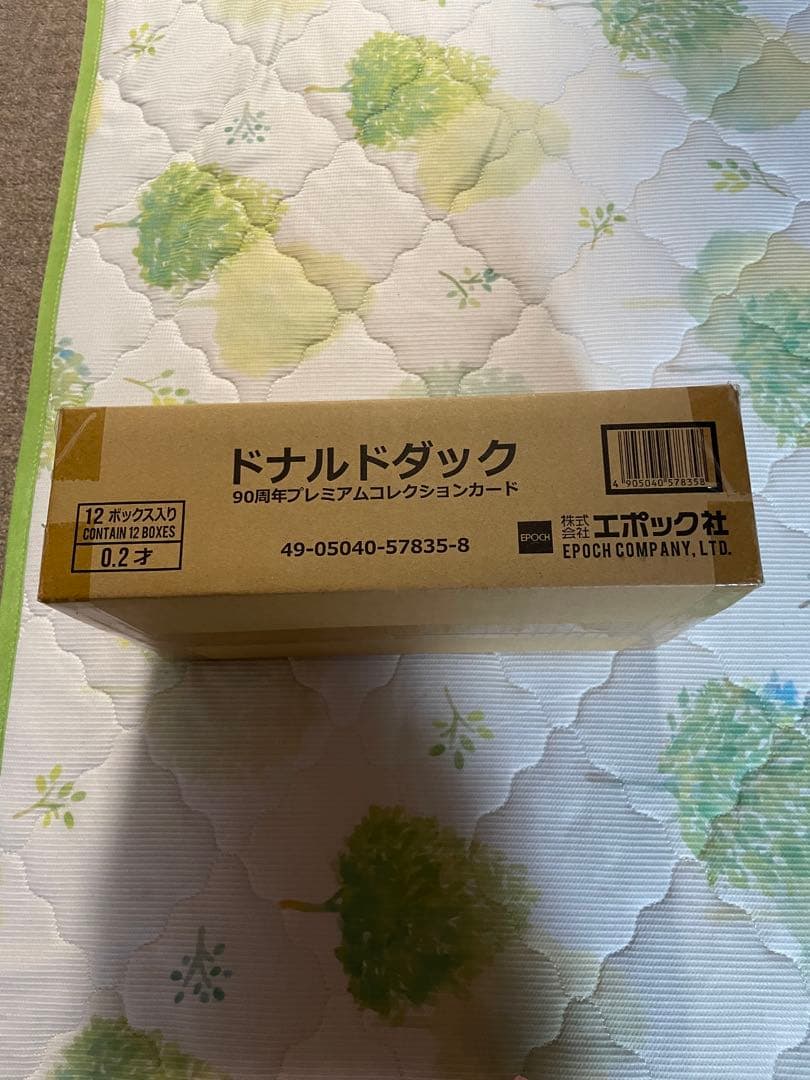 ドナルドダック
90周年プレミアムコレクションカード
4 905040 578358
12 ボックス入り
CONTAIN 12 BOXES
0.2 才
49-05040-57835-8
EPOCH
株式会社 エポック社
EPOCH COMPANY, LTD.